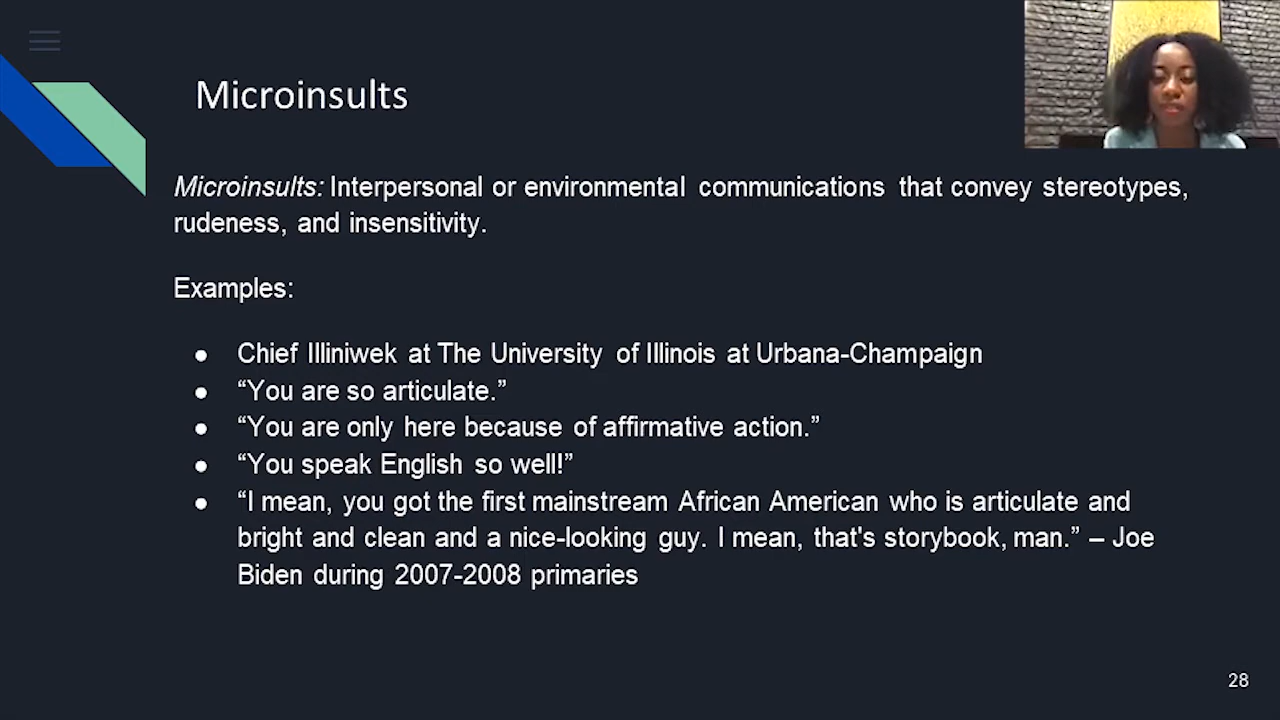 Microinsults
Microinsults: Interpersonal or environmental communications that convey stereotypes,
rudeness, and insensitivity.
Examples:
● Chief Illiniwek at The University of Illinois at Urbana-Champaign
● “You are so articulate.”
● “You are only here because of affirmative action.”
● “You speak English so well!”
● “I mean, you got the first mainstream African American who is articulate and
bright and clean and a nice-looking guy. I mean, that's storybook, man.” – Joe
Biden during 2007-2008 primaries
28